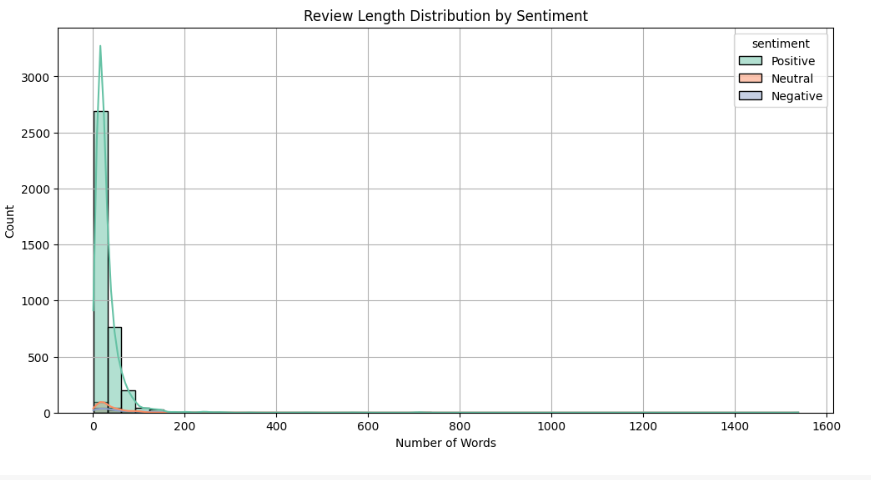 Review Length Distribution by Sentiment
sentiment
Positive
Neutral
Negative
3000
2500
2000
1500
1000
500
0
Count
0 200 400 600 800 1000 1200 1400 1600
Number of Words